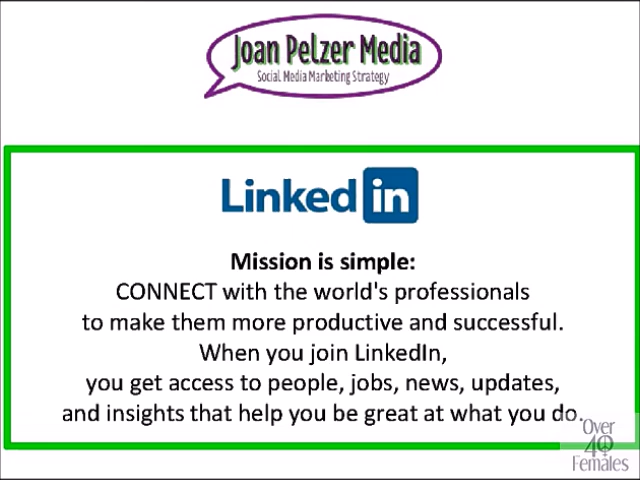 Joan Pelzer Media
Social Media Marketing Strategy
Linked in
Mission is simple:
CONNECT with the world's professionals
to make them more productive and successful.
When you join LinkedIn,
you get access to people, jobs, news, updates,
and insights that help you be great at what you do.
Over
40
Females